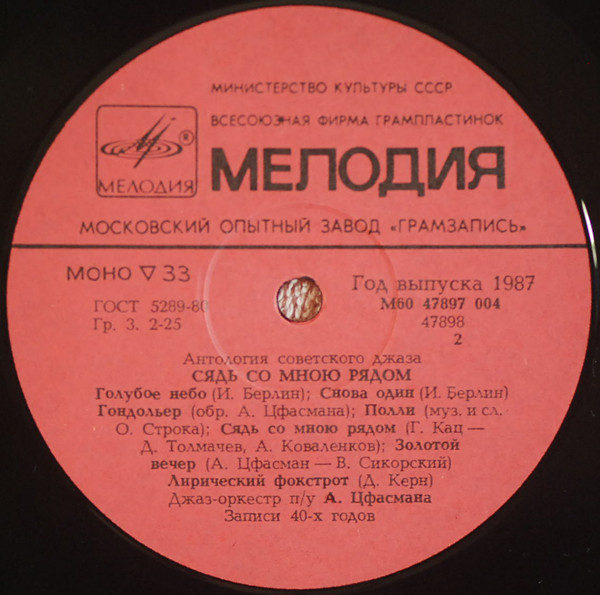 МИНИСТЕРСТВО КУЛЬТУРЫ СССР
ВСЕСОЮЗНАЯ ФИРМА ГРАМПЛАСТИНОК
®
МЕЛОДИЯ
МЕЛОДИЯ
МОСКОВСКИЙ ОПЫТНЫЙ ЗАВОД «ГРАМЗАПИСЬ»
МОНО ▽ 33
Год выпуска 1987
ГОСТ 5289-80
М60 47897 004
Гр. 3. 2-25
47898
2
Антология советского джаза
СЯДЬ СО МНОЮ РЯДОМ
Голубое небо (И. Берлин); Снова один (И. Берлин)
Гондольер (обр. А. Цфасмана); Полли (муз. и сл.
О. Строка); Сядь со мною рядом (Г. Кац —
Д. Толмачев, А. Коваленков); Золотой
вечер (А. Цфасман — В. Сикорский)
Лирический фокстрот (Д. Керн)
Джаз-оркестр п/у А. Цфасмана
Записи 40-х годов